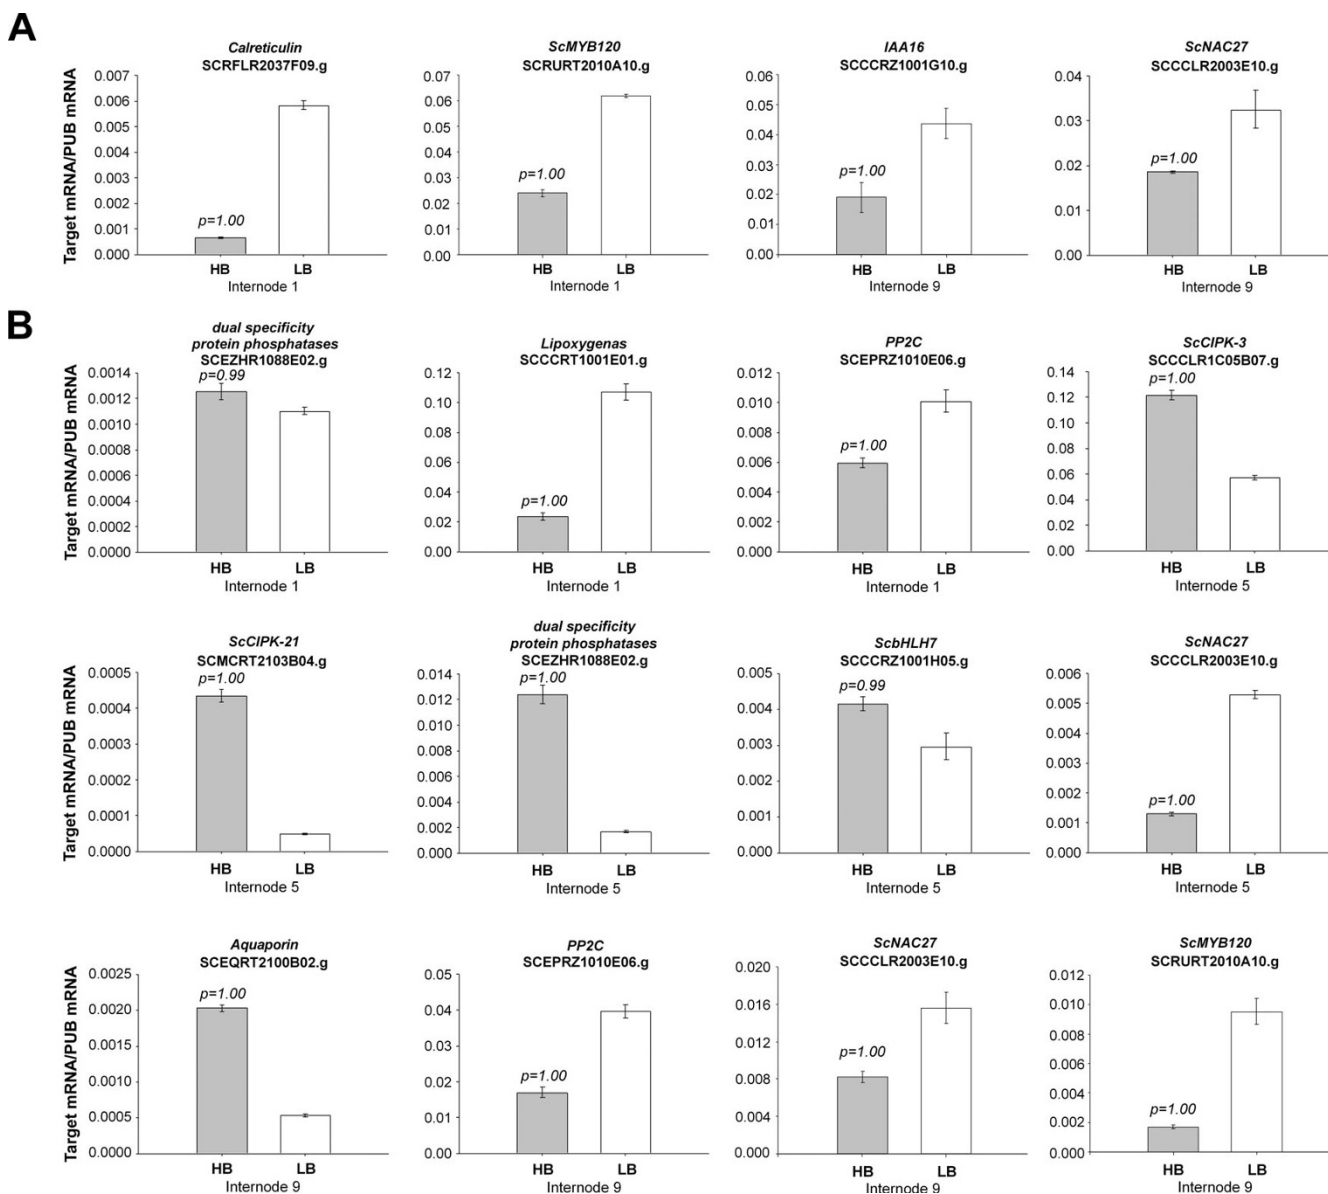 A
Calreticulin
SCRFLR2037F09.g
Target mRNA/PUB mRNA
0.007
0.006
0.005
0.004
0.003
0.002
0.001
0.000
p=1.00
HB LB
Internode 1
ScMYB120
SCRURT2010A10.g
0.07
0.06
0.05
0.04
0.03
0.02
0.01
0.00
p=1.00
HB LB
Internode 1
IAA16
SCCCRZ1001G10.g
0.06
0.05
0.04
0.03
0.02
0.01
0.00
p=1.00
HB LB
Internode 9
ScNAC27
SCCCLR2003E10.g
0.04
0.03
0.02
0.01
0.00
p=1.00
HB LB
Internode 9
B
dual specificity
protein phosphatases
SCEZHR1088E02.g
Target mRNA/PUB mRNA
0.0014
0.0012
0.0010
0.0008
0.0006
0.0004
0.0002
0.0000
p=0.99
HB LB
Internode 1
Lipoxygenas
SCCCRT1001E01.g
0.12
0.10
0.08
0.06
0.04
0.02
0.00
p=1.00
HB LB
Internode 1
PP2C
SCEPRZ1010E06.g
0.012
0.010
0.008
0.006
0.004
0.002
0.000
p=1.00
HB LB
Internode 1
ScCIPK-3
SCCCLR1C05B07.g
0.14
0.12
0.10
0.08
0.06
0.04
0.02
0.00
p=1.00
HB LB
Internode 5
ScCIPK-21
SCMCRT2103B04.g
Target mRNA/PUB mRNA
0.0005
0.0004
0.0003
0.0002
0.0001
0.0000
p=1.00
HB LB
Internode 5
dual specificity
protein phosphatases
SCEZHR1088E02.g
0.014
0.012
0.010
0.008
0.006
0.004
0.002
0.000
p=1.00
HB LB
Internode 5
ScbHLH7
SCCCRZ1001H05.g
0.005
0.004
0.003
0.002
0.001
0.000
p=0.99
HB LB
Internode 5
ScNAC27
SCCCLR2003E10.g
0.006
0.005
0.004
0.003
0.002
0.001
0.000
p=1.00
HB LB
Internode 5
Aquaporin
SCEQRT2100B02.g
Target mRNA/PUB mRNA
0.0025
0.0020
0.0015
0.0010
0.0005
0.0000
p=1.00
HB LB
Internode 9
PP2C
SCEPRZ1010E06.g
0.05
0.04
0.03
0.02
0.01
0.00
p=1.00
HB LB
Internode 9
ScNAC27
SCCCLR2003E10.g
0.020
0.016
0.012
0.008
0.004
0.000
p=1.00
HB LB
Internode 9
ScMYB120
SCRURT2010A10.g
0.012
0.010
0.008
0.006
0.004
0.002
0.000
p=1.00
HB LB
Internode 9